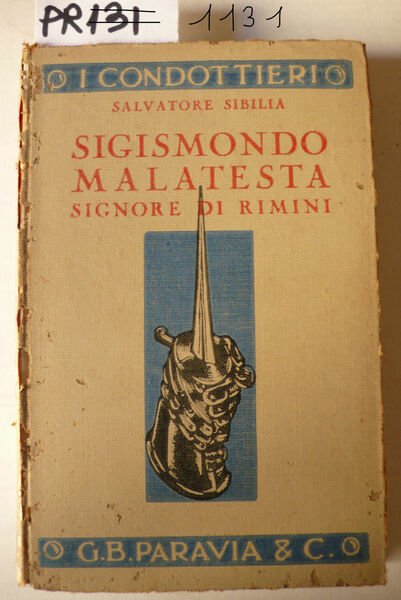 PR131 1131
I CONDOTTIERI
SALVATORE SIBILIA
SIGISMONDO
MALATESTA
SIGNORE DI RIMINI
G.B. PARAVIA & C.